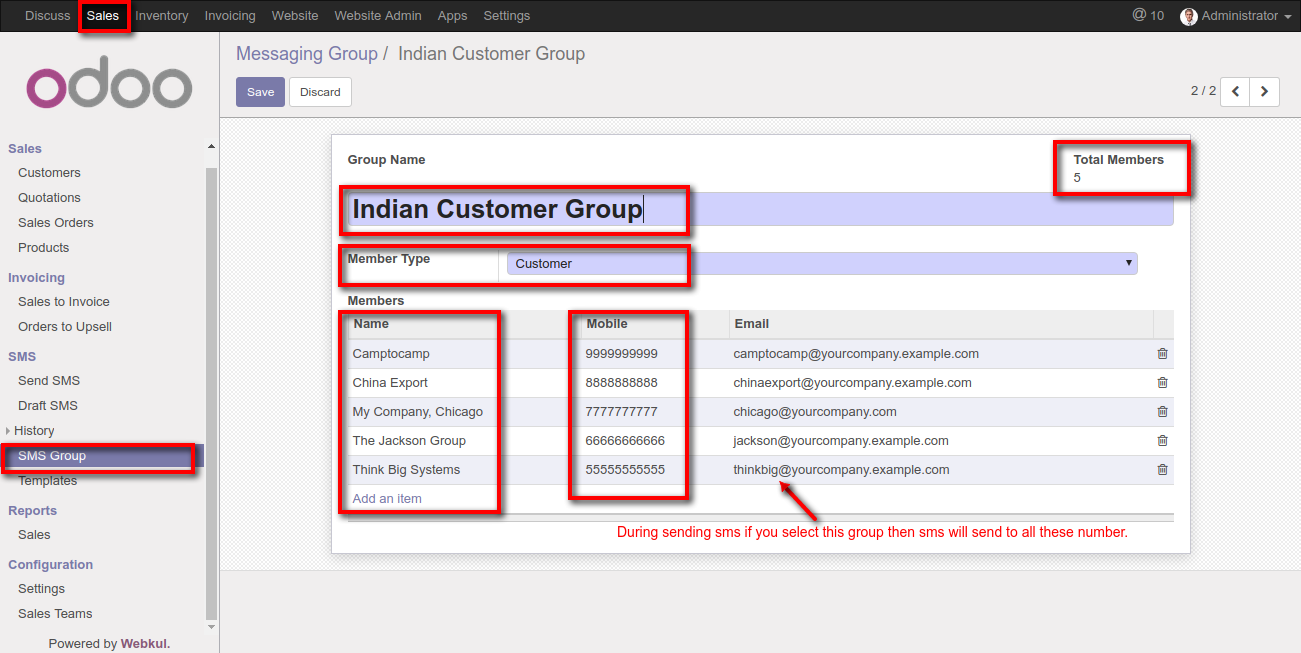 Discuss Sales Inventory Invoicing Website Website Admin Apps Settings @ 10 Administrator
odoo
Messaging Group / Indian Customer Group
Save Discard 2 / 2
Sales
Customers
Quotations
Sales Orders
Products
Invoicing
Sales to Invoice
Orders to Upsell
SMS
Send SMS
Draft SMS
History
SMS Group
Templates
Reports
Sales
Configuration
Settings
Sales Teams
Powered by Webkul.
Group Name
Total Members
5
Indian Customer Group
Member Type Customer
Members
Name Mobile Email
Camptocamp 9999999999 camptocamp@yourcompany.example.com
China Export 8888888888 chinaexport@yourcompany.example.com
My Company, Chicago 7777777777 chicago@yourcompany.com
The Jackson Group 66666666666 jackson@yourcompany.example.com
Think Big Systems 55555555555 thinkbig@yourcompany.example.com
Add an item
During sending sms if you select this group then sms will send to all these number.